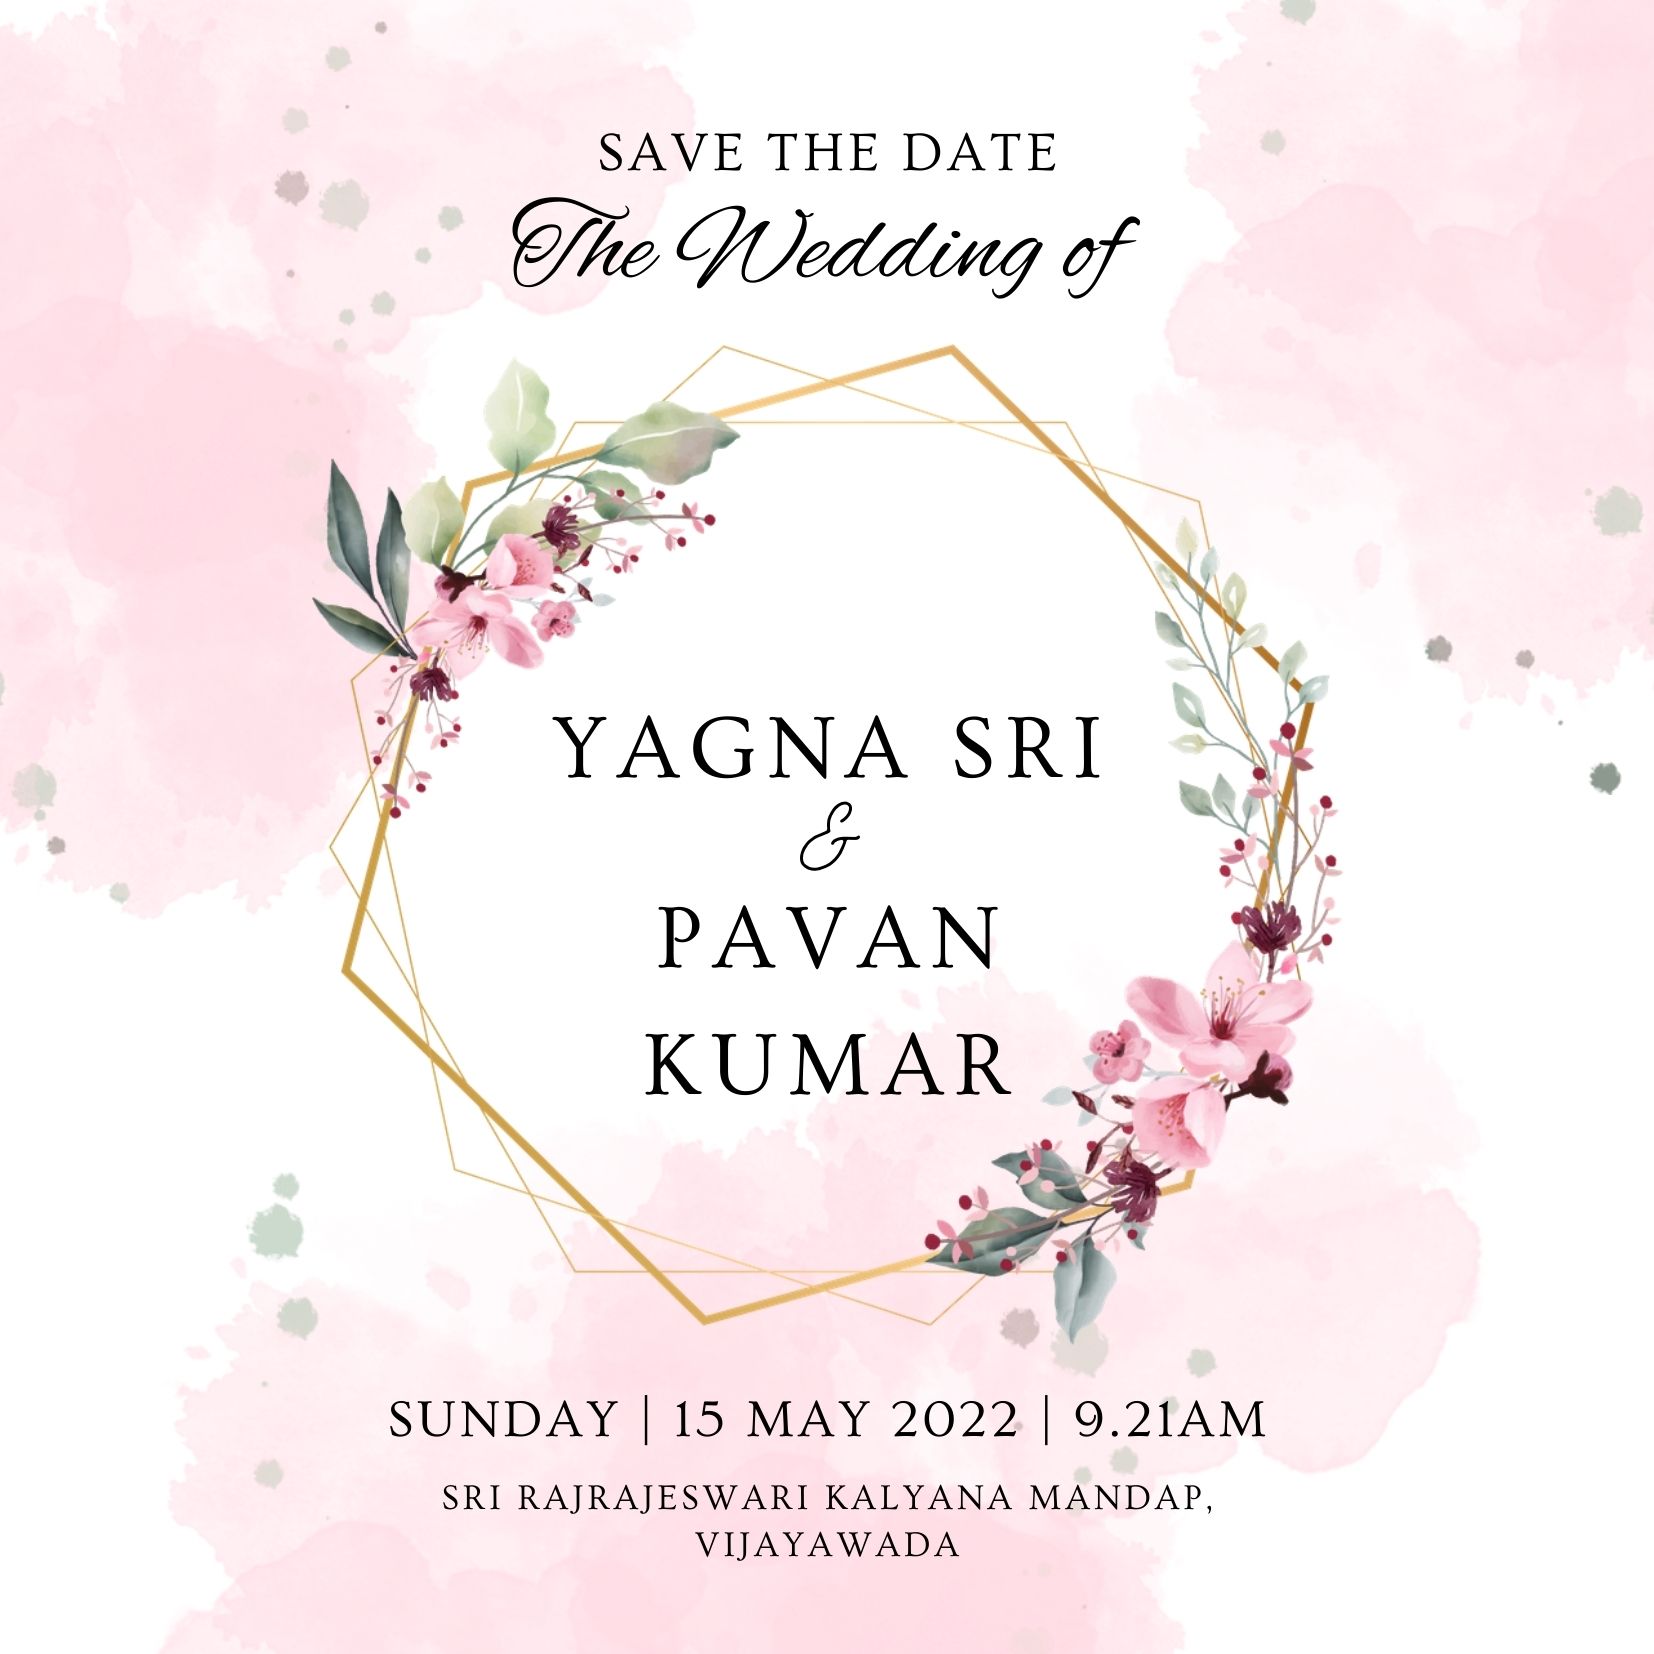 SAVE THE DATE
The Wedding of
YAGNA SRI
&
PAVAN
KUMAR
SUNDAY | 15 MAY 2022 | 9.21AM
SRI RAJRAJESWARI KALYANA MANDAP,
VIJAYAWADA